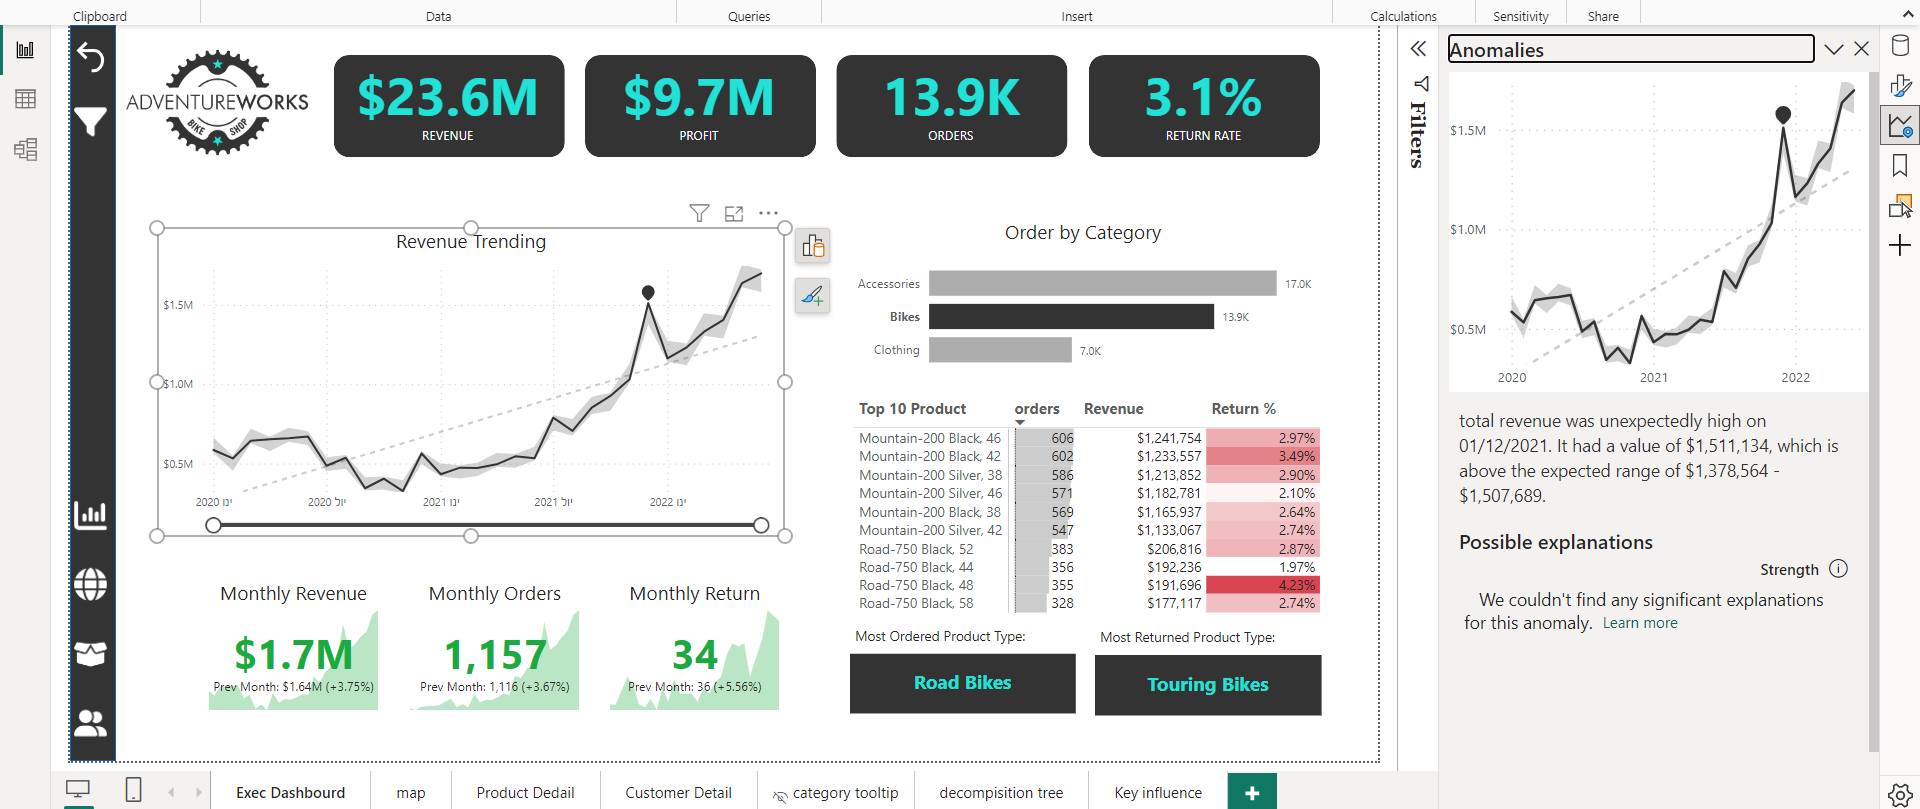 Clipboard
Data
Queries
Insert
Calculations
Sensitivity
Share
ADVENTUREWORKS
BIKE SHOP
$23.6M
REVENUE
$9.7M
PROFIT
13.9K
ORDERS
3.1%
RETURN RATE
Filters
Revenue Trending
$1.5M
$1.0M
$0.5M
ינו 2020
יול 2020
ינו 2021
יול 2021
ינו 2022
Order by Category
Accessories 17.0K
Bikes 13.9K
Clothing 7.0K
Top 10 Product orders Revenue Return %
Mountain-200 Black, 46 606 $1,241,754 2.97%
Mountain-200 Black, 42 602 $1,233,557 3.49%
Mountain-200 Silver, 38 586 $1,213,852 2.90%
Mountain-200 Silver, 46 571 $1,182,781 2.10%
Mountain-200 Black, 38 569 $1,165,937 2.64%
Mountain-200 Silver, 42 547 $1,133,067 2.74%
Road-750 Black, 52 383 $206,816 2.87%
Road-750 Black, 44 356 $192,236 1.97%
Road-750 Black, 48 355 $191,696 4.23%
Road-750 Black, 58 328 $177,117 2.74%
Monthly Revenue
$1.7M
Prev Month: $1.64M (+3.75%)
Monthly Orders
1,157
Prev Month: 1,116 (+3.67%)
Monthly Return
34
Prev Month: 36 (+5.56%)
Most Ordered Product Type:
Road Bikes
Most Returned Product Type:
Touring Bikes
Anomalies
$1.5M
$1.0M
$0.5M
2020 2021 2022
total revenue was unexpectedly high on
01/12/2021. It had a value of $1,511,134, which is
above the expected range of $1,378,564 -
$1,507,689.
Possible explanations
Strength
We couldn't find any significant explanations
for this anomaly. Learn more
Exec Dashbourd
map
Product Dedail
Customer Detail
category tooltip
decompisition tree
Key influence